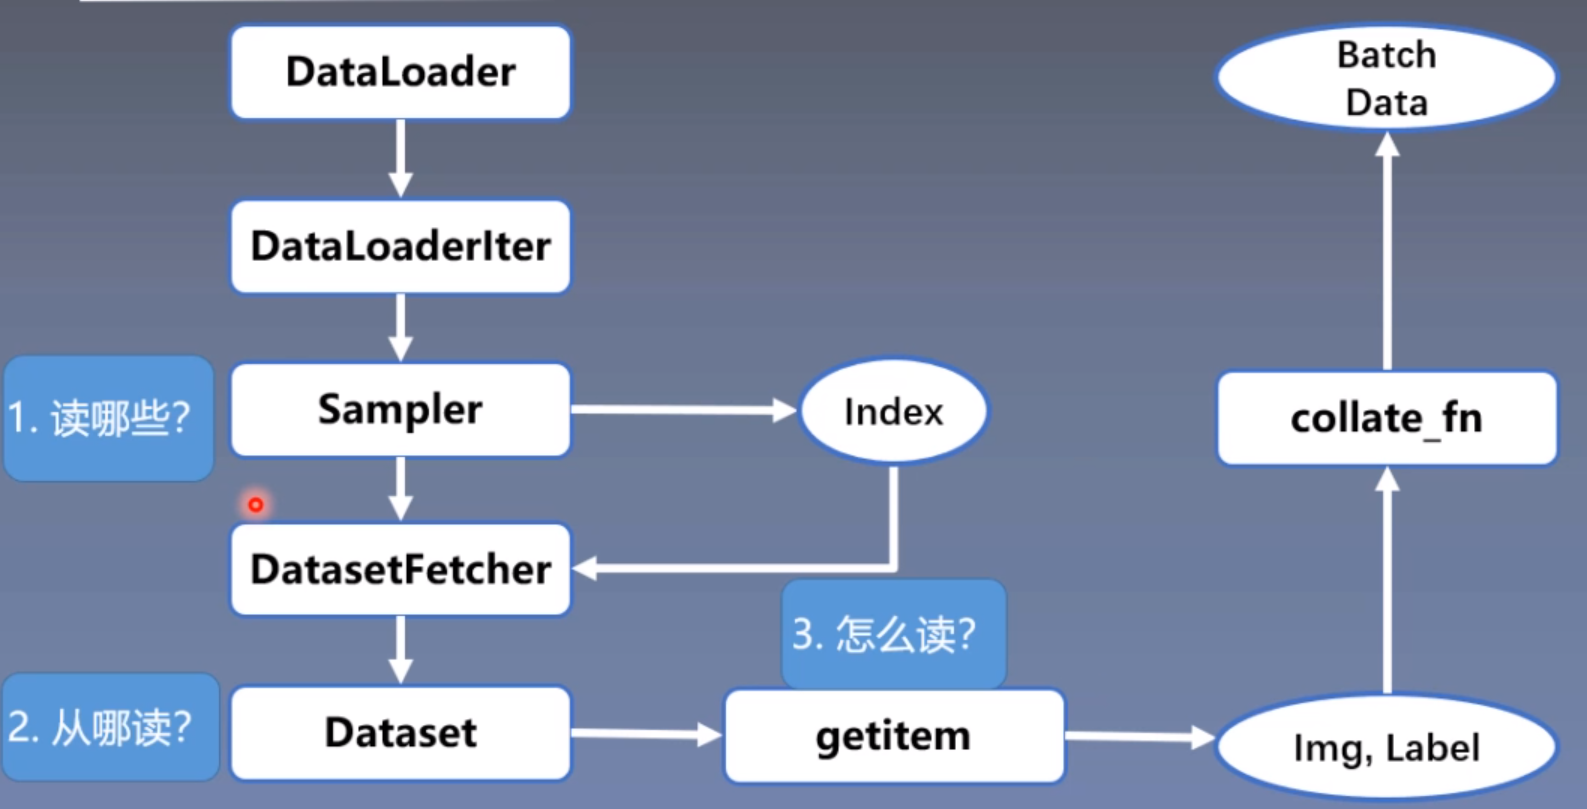 DataLoader
DataLoaderIter
1. 读哪些?
Sampler
Index
DatasetFetcher
2. 从哪读?
Dataset
3. 怎么读?
getitem
Img, Label
collate_fn
Batch
Data